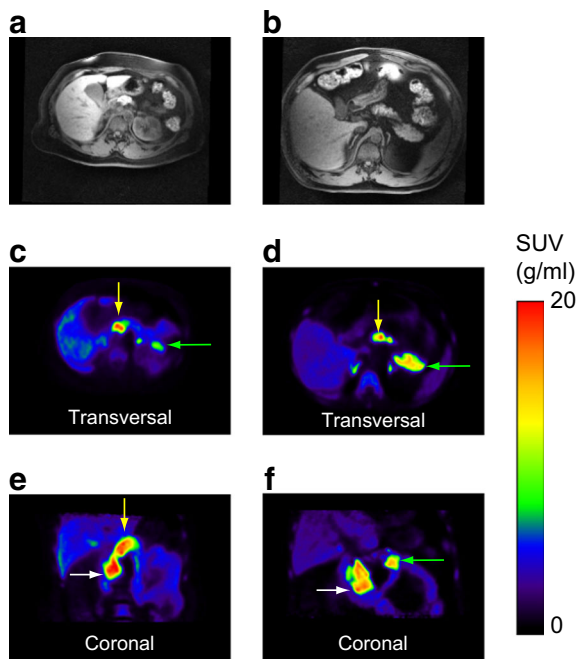 a
b
c
d
SUV
(g/ml)
20
Transversal
Transversal
e
f
Coronal
Coronal
0